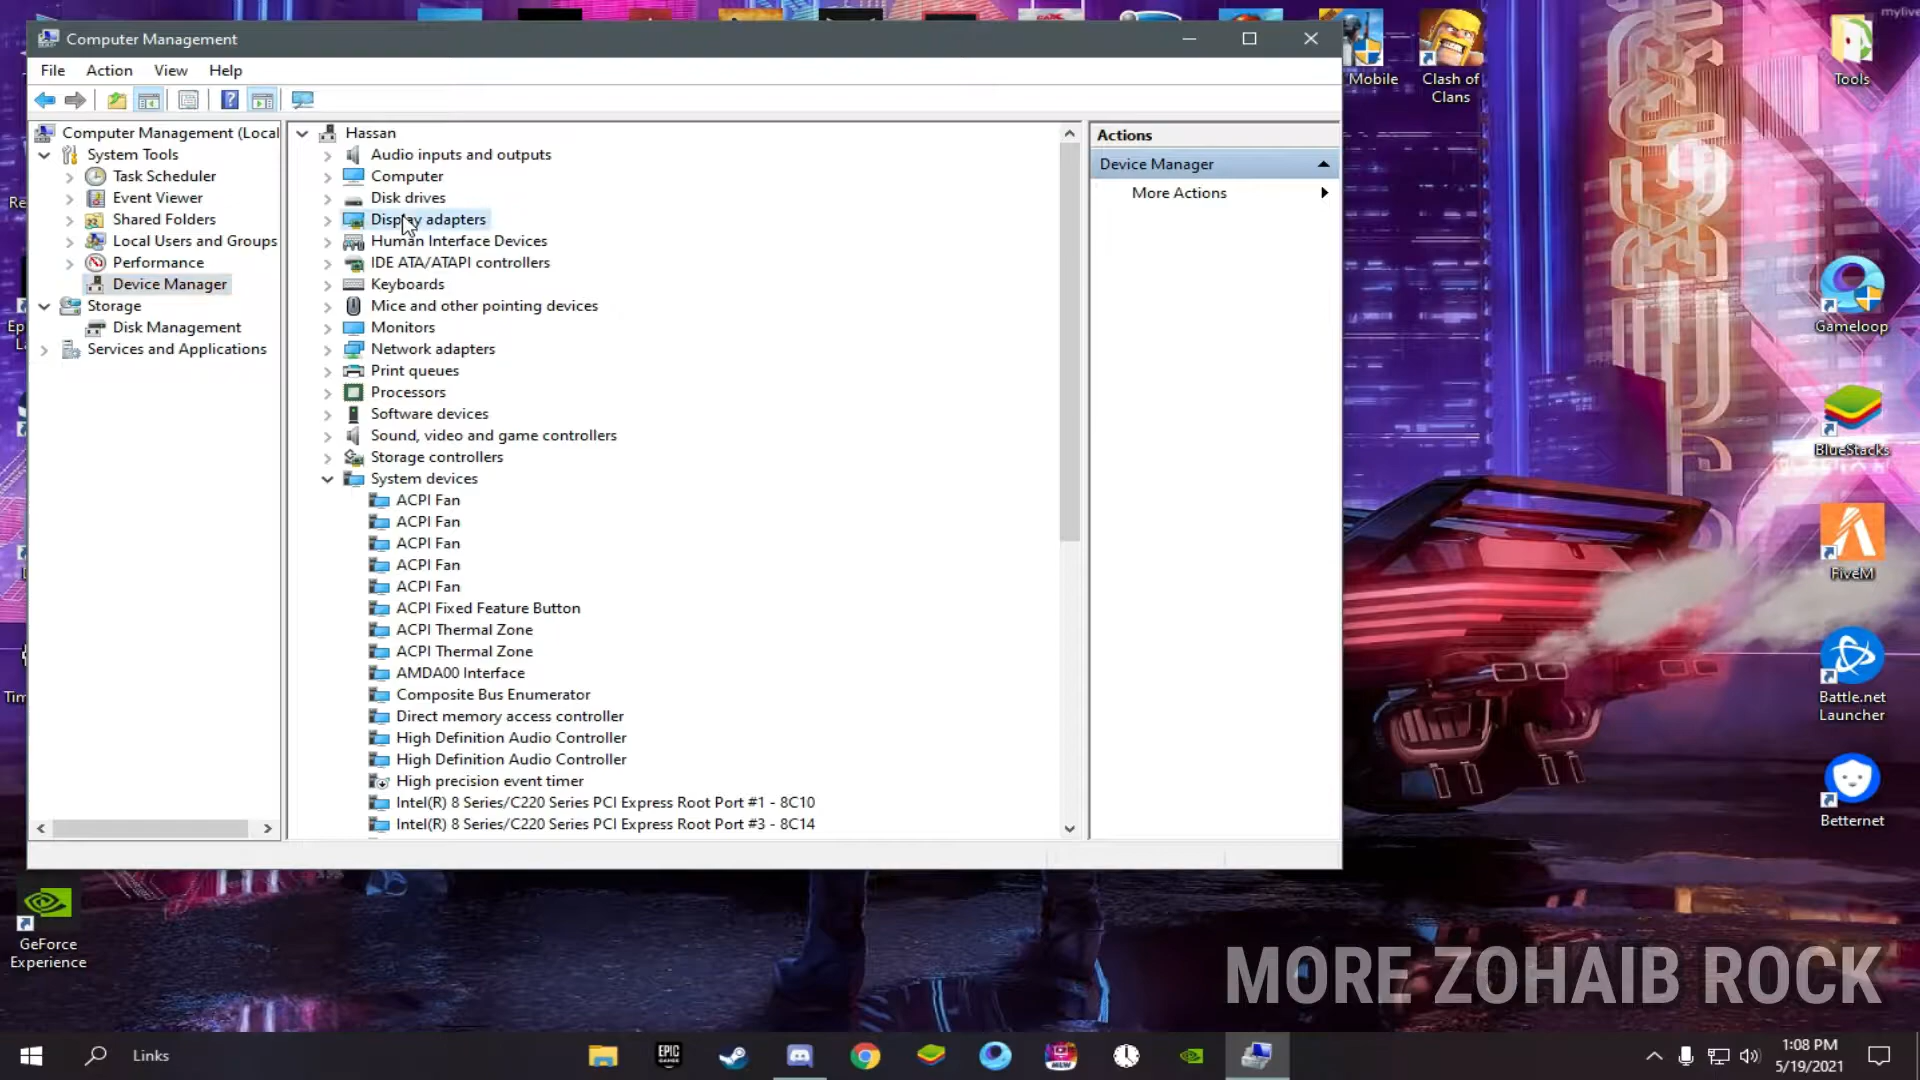 Computer Management
File Action View Help
Computer Management (Local
System Tools
Task Scheduler
Event Viewer
Shared Folders
Local Users and Groups
Performance
Device Manager
Storage
Disk Management
Services and Applications
Hassan
Audio inputs and outputs
Computer
Disk drives
Display adapters
Human Interface Devices
IDE ATA/ATAPI controllers
Keyboards
Mice and other pointing devices
Monitors
Network adapters
Print queues
Processors
Software devices
Sound, video and game controllers
Storage controllers
System devices
ACPI Fan
ACPI Fan
ACPI Fan
ACPI Fan
ACPI Fan
ACPI Fixed Feature Button
ACPI Thermal Zone
ACPI Thermal Zone
AMDA00 Interface
Composite Bus Enumerator
Direct memory access controller
High Definition Audio Controller
High Definition Audio Controller
High precision event timer
Intel(R) 8 Series/C220 Series PCI Express Root Port #1 - 8C10
Intel(R) 8 Series/C220 Series PCI Express Root Port #3 - 8C14
Actions
Device Manager
More Actions
Mobile
Clash of
Clans
mylive
Tools
Gameloop
BlueStacks
FiveM
Battle.net
Launcher
Betternet
GeForce
Experience
MORE ZOHAIB ROCK
Links
EPIC
GAMES
1:08 PM
5/19/2021